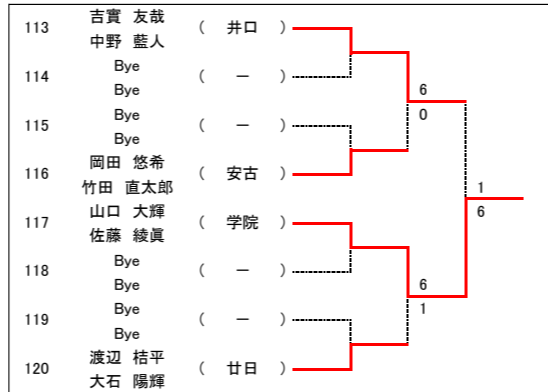 吉實 友哉
113 ( 井口 )
中野 藍人
Bye
114 ( ー )
Bye
6
0
Bye
115 ( ー )
Bye
岡田 悠希
116 ( 安古 )
竹田 直太郎
1
6
山口 大輝
117 ( 学院 )
佐藤 綾眞
Bye
118 ( ー )
Bye
6
1
Bye
119 ( ー )
Bye
渡辺 桔平
120 ( 廿日 )
大石 陽輝